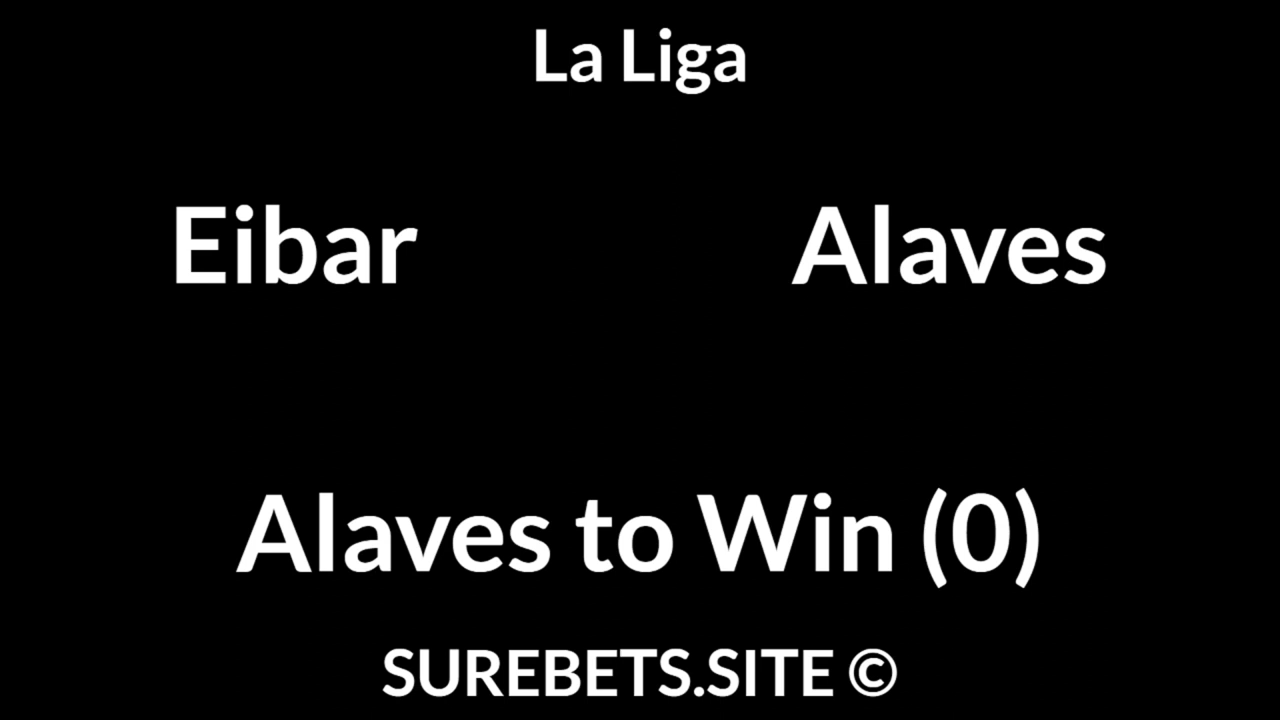 La Liga
Eibar Alaves
Alaves to Win (0)
SUREBETS.SITE ©